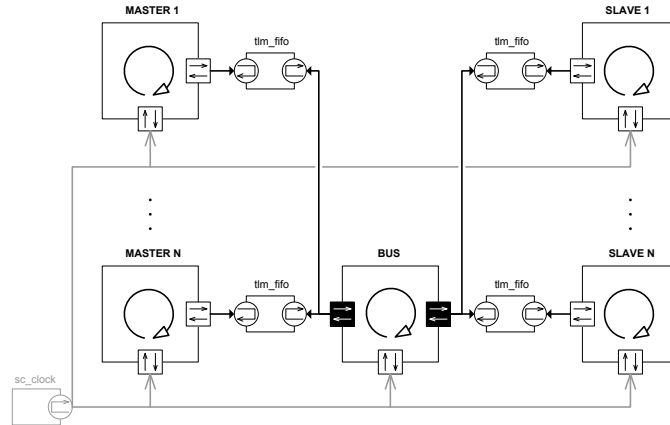 MASTER 1
SLAVE 1
tlm_fifo
tlm_fifo
MASTER N
BUS
SLAVE N
tlm_fifo
tlm_fifo
sc_clock